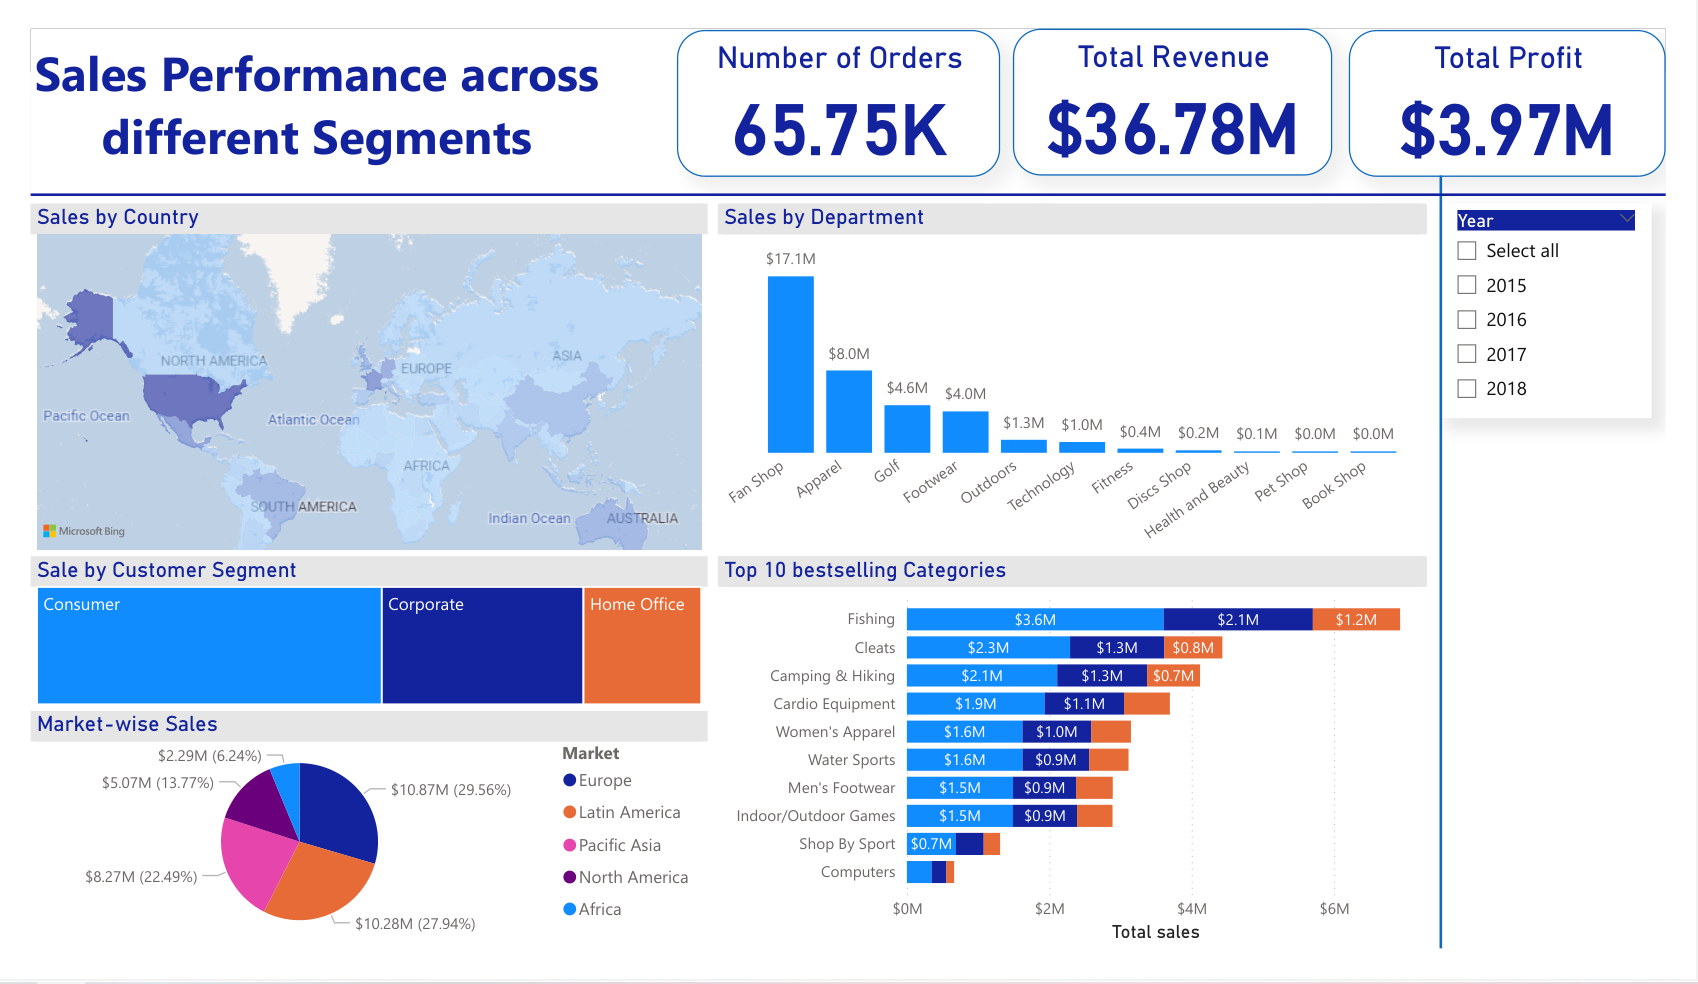 Sales Performance across
different Segments
Number of Orders
65.75K
Total Revenue
$36.78M
Total Profit
$3.97M
Sales by Country
NORTH AMERICA
EUROPE
ASIA
Pacific Ocean
Atlantic Ocean
AFRICA
SOUTH AMERICA
Indian Ocean
AUSTRALIA
Microsoft Bing
Sales by Department
$17.1M
$8.0M
$4.6M
$4.0M
$1.3M
$1.0M
$0.4M
$0.2M
$0.1M
$0.0M
$0.0M
Fan Shop
Apparel
Golf
Footwear
Outdoors
Technology
Fitness
Discs Shop
Health and Beauty
Pet Shop
Book Shop
Year
Select all
2015
2016
2017
2018
Sale by Customer Segment
Consumer
Corporate
Home Office
Market-wise Sales
$2.29M (6.24%)
$5.07M (13.77%)
$10.87M (29.56%)
$8.27M (22.49%)
$10.28M (27.94%)
Market
Europe
Latin America
Pacific Asia
North America
Africa
Top 10 bestselling Categories
Fishing $3.6M $2.1M $1.2M
Cleats $2.3M $1.3M $0.8M
Camping & Hiking $2.1M $1.3M $0.7M
Cardio Equipment $1.9M $1.1M
Women's Apparel $1.6M $1.0M
Water Sports $1.6M $0.9M
Men's Footwear $1.5M $0.9M
Indoor/Outdoor Games $1.5M $0.9M
Shop By Sport $0.7M
Computers
$0M $2M $4M $6M
Total sales